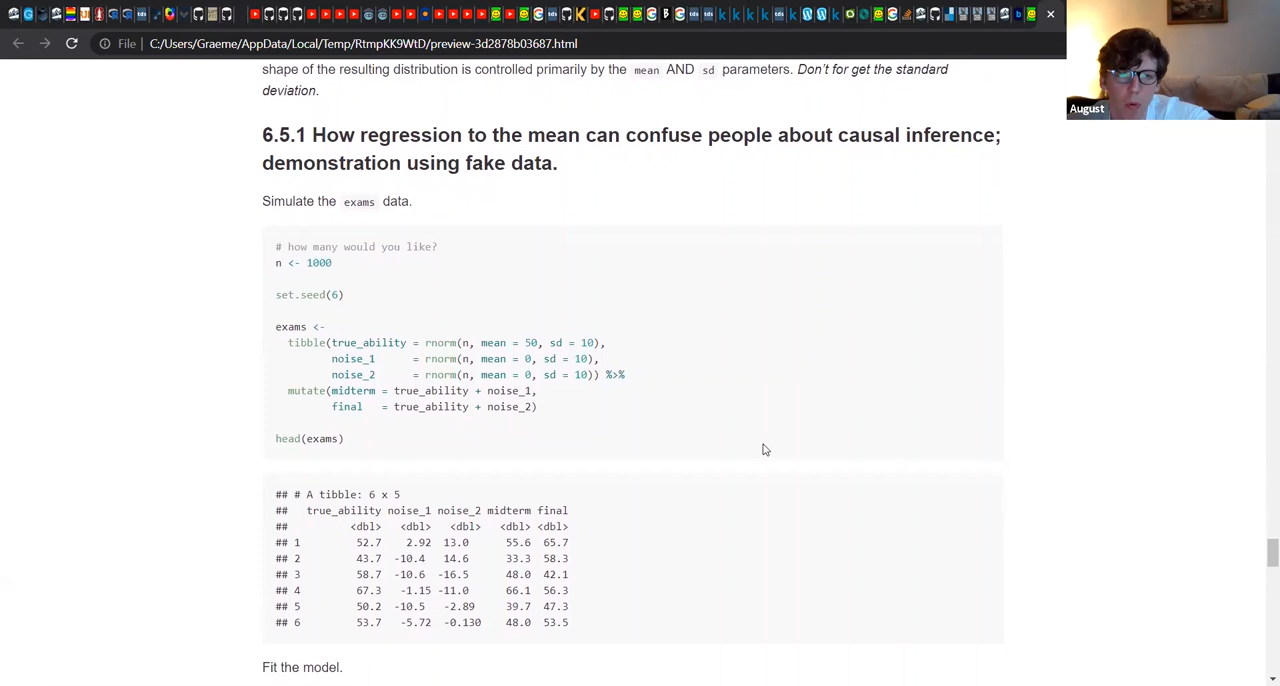 File
C:/Users/Graeme/AppData/Local/Temp/RtmpKK9WtD/preview-3d2878b03687.html
August
shape of the resulting distribution is controlled primarily by the mean AND sd parameters. Don't for get the standard
deviation.
6.5.1 How regression to the mean can confuse people about causal inference;
demonstration using fake data.
Simulate the exams data.
# how many would you like?
n <- 1000
set.seed(6)
exams <-
tibble(true_ability = rnorm(n, mean = 50, sd = 10),
noise_1 = rnorm(n, mean = 0, sd = 10),
noise_2 = rnorm(n, mean = 0, sd = 10)) %>%
mutate(midterm = true_ability + noise_1,
final = true_ability + noise_2)
head(exams)
## # A tibble: 6 x 5
## true_ability noise_1 noise_2 midterm final
## <dbl> <dbl> <dbl> <dbl> <dbl>
## 1 52.7 2.92 13.0 55.6 65.7
## 2 43.7 -10.4 14.6 33.3 58.3
## 3 58.7 -10.6 -16.5 48.0 42.1
## 4 67.3 -1.15 -11.0 66.1 56.3
## 5 50.2 -10.5 -2.89 39.7 47.3
## 6 53.7 -5.72 -0.130 48.0 53.5
Fit the model.